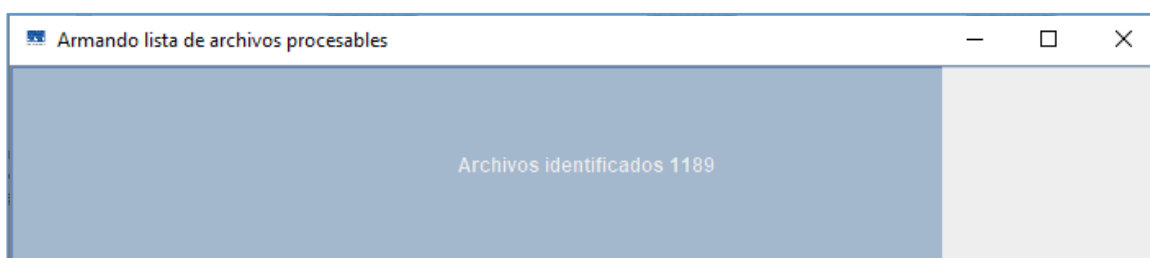 Armando lista de archivos procesables
Archivos identificados 1189